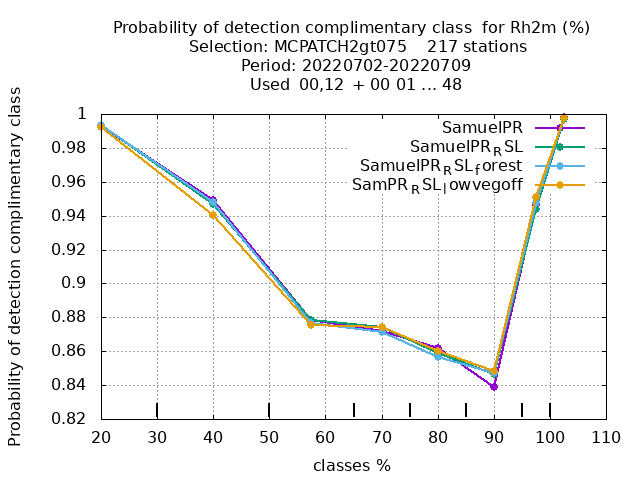 Probability of detection complimentary class  for Rh2m (%)
Selection: MCPATCH2gt075    217 stations
Period: 20220702-20220709
Used  00,12  + 00 01 ... 48
Probability of detection complimentary class
1
0.98
0.96
0.94
0.92
0.9
0.88
0.86
0.84
0.82
SamuelPR
SamuelPR_RSL
SamuelPR_RSL_forest
SamPR_RSL_lowvegoff
20 30 40 50 60 70 80 90 100 110
classes %